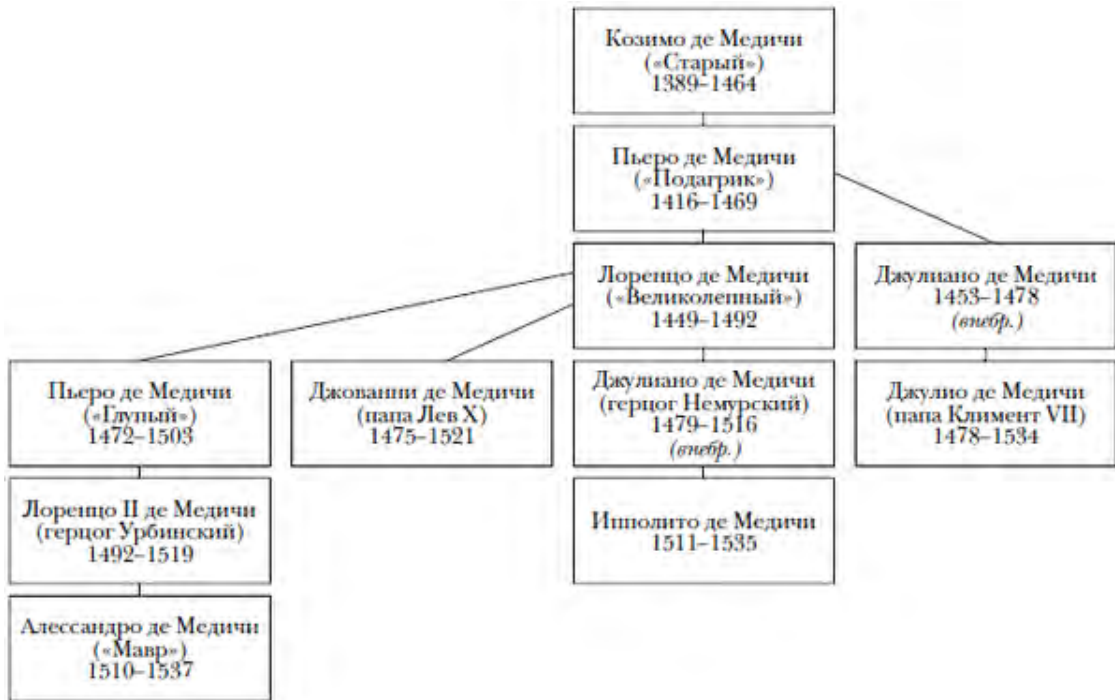 Козимо де Медичи
(«Старый»)
1389–1464
Пьеро де Медичи
(«Подагрик»)
1416–1469
Лоренцо де Медичи
(«Великолепный»)
1449–1492
Джулиано де Медичи
1453–1478
(внебр.)
Пьеро де Медичи
(«Глупый»)
1472–1503
Джованни де Медичи
(папа Лев X)
1475–1521
Джулиано де Медичи
(герцог Немурский)
1479–1516
(внебр.)
Джулио де Медичи
(папа Климент VII)
1478–1534
Лоренцо II де Медичи
(герцог Урбинский)
1492–1519
Ипполито де Медичи
1511–1535
Алессандро де Медичи
(«Мавр»)
1510–1537